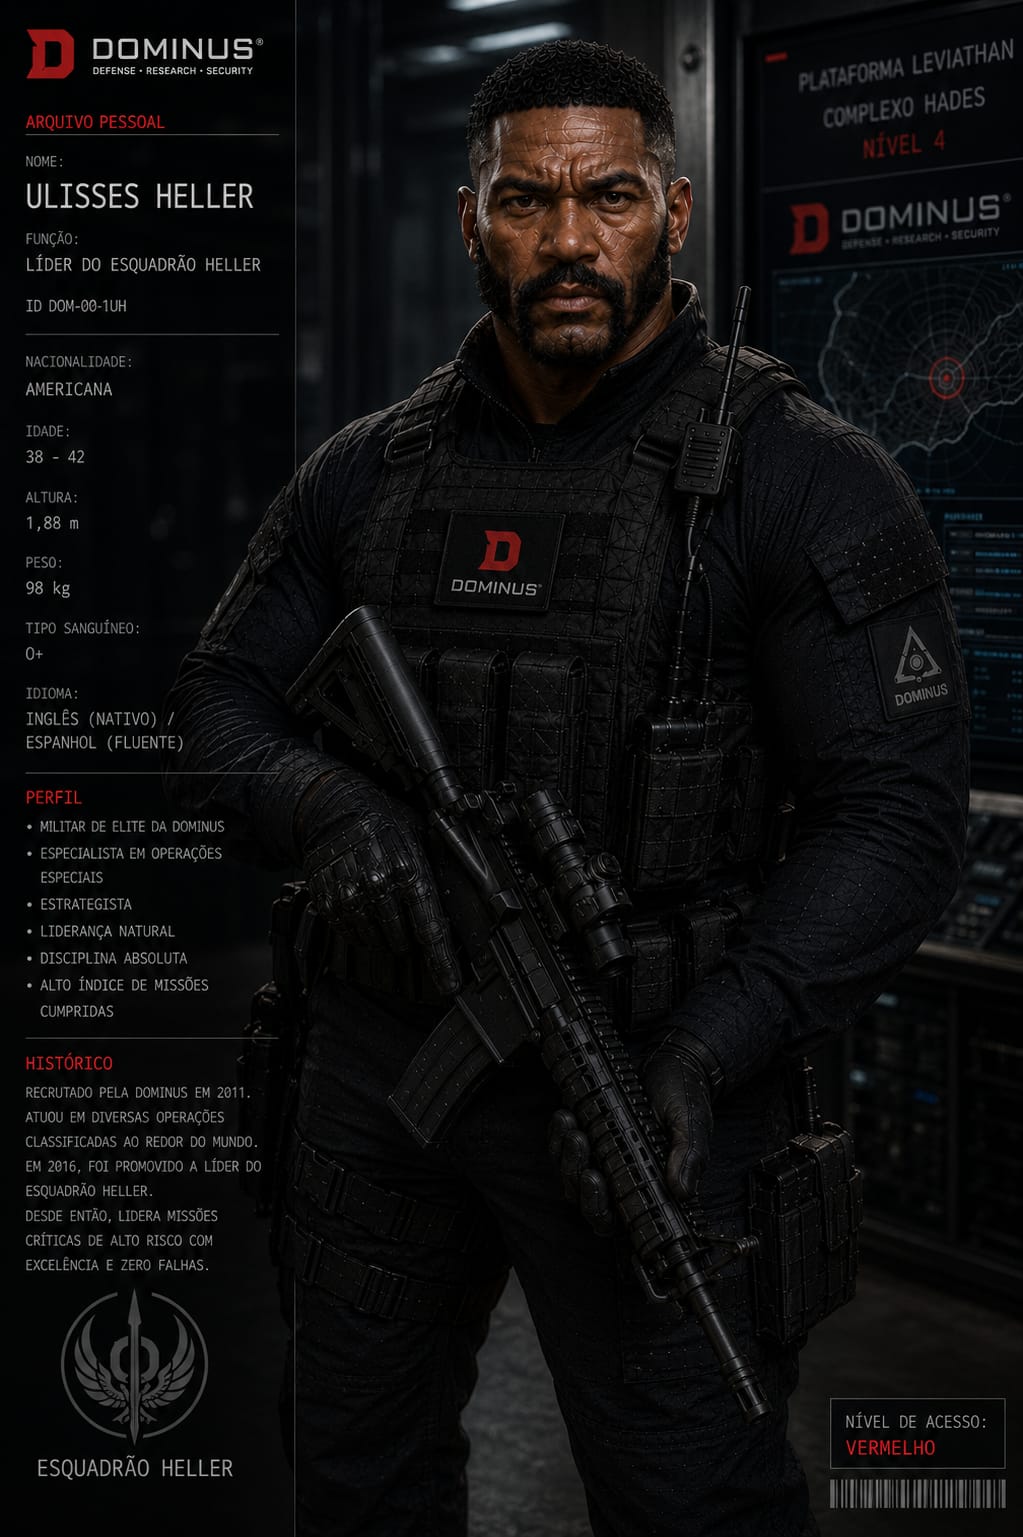 DOMINUS®
DEFENSE • RESEARCH • SECURITY
ARQUIVO PESSOAL
NOME:
ULISSES HELLER
FUNÇÃO:
LÍDER DO ESQUADRÃO HELLER
ID DOM-00-1UH
NACIONALIDADE:
AMERICANA
IDADE:
38 - 42
ALTURA:
1,88 m
PESO:
98 kg
TIPO SANGUÍNEO:
O+
IDIOMA:
INGLÊS (NATIVO) /
ESPANHOL (FLUENTE)
PERFIL
• MILITAR DE ELITE DA DOMINUS
• ESPECIALISTA EM OPERAÇÕES
ESPECIAIS
• ESTRATEGISTA
• LIDERANÇA NATURAL
• DISCIPLINA ABSOLUTA
• ALTO ÍNDICE DE MISSÕES
CUMPRIDAS
HISTÓRICO
RECRUTADO PELA DOMINUS EM 2011.
ATUOU EM DIVERSAS OPERAÇÕES
CLASSIFICADAS AO REDOR DO MUNDO.
EM 2016, FOI PROMOVIDO A LÍDER DO
ESQUADRÃO HELLER.
DESDE ENTÃO, LIDERA MISSÕES
CRÍTICAS DE ALTO RISCO COM
EXCELÊNCIA E ZERO FALHAS.
ESQUADRÃO HELLER
PLATAFORMA LEVIATHAN
COMPLEXO HADES
NÍVEL 4
DOMINUS®
DEFENSE • RESEARCH • SECURITY
DOMINUS®
DOMINUS
NÍVEL DE ACESSO:
VERMELHO